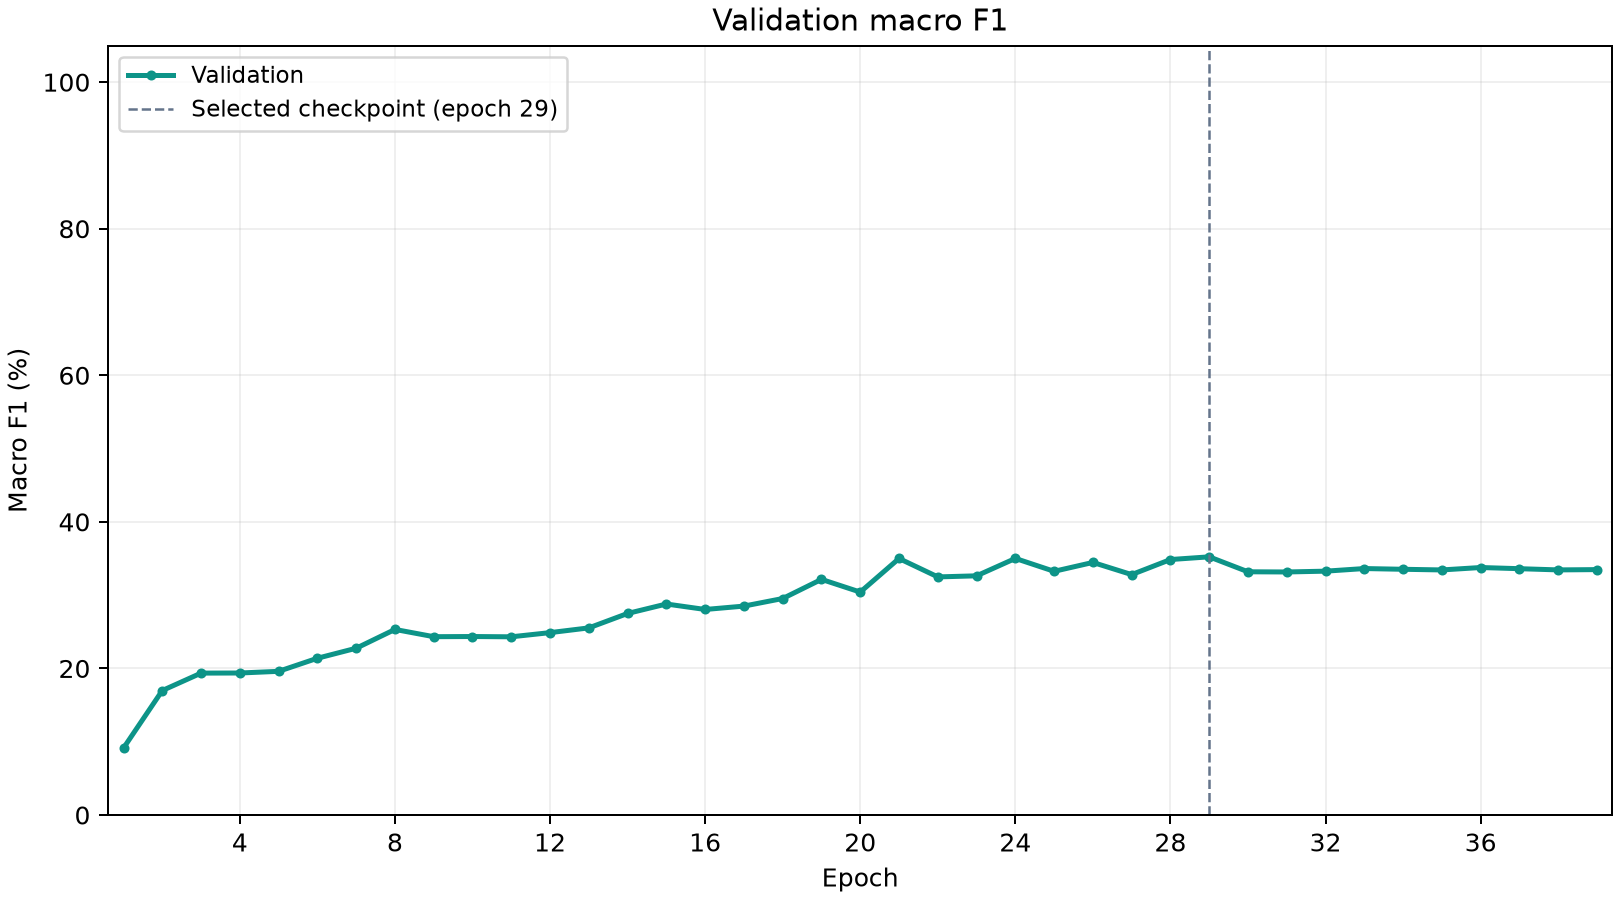 Validation macro F1
Validation
Selected checkpoint (epoch 29)
Macro F1 (%)
100
80
60
40
20
0
4 8 12 16 20 24 28 32 36
Epoch